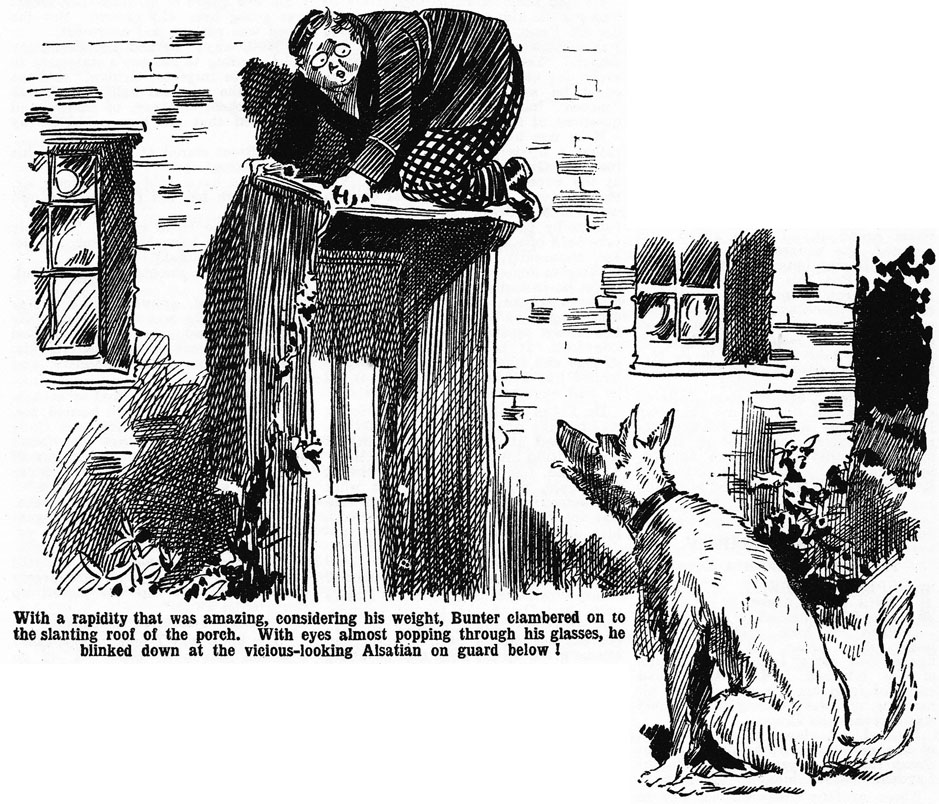 With a rapidity that was amazing, considering his weight, Bunter clambered on to
the slanting roof of the porch. With eyes almost popping through his glasses, he
blinked down at the vicious-looking Alsatian on guard below !